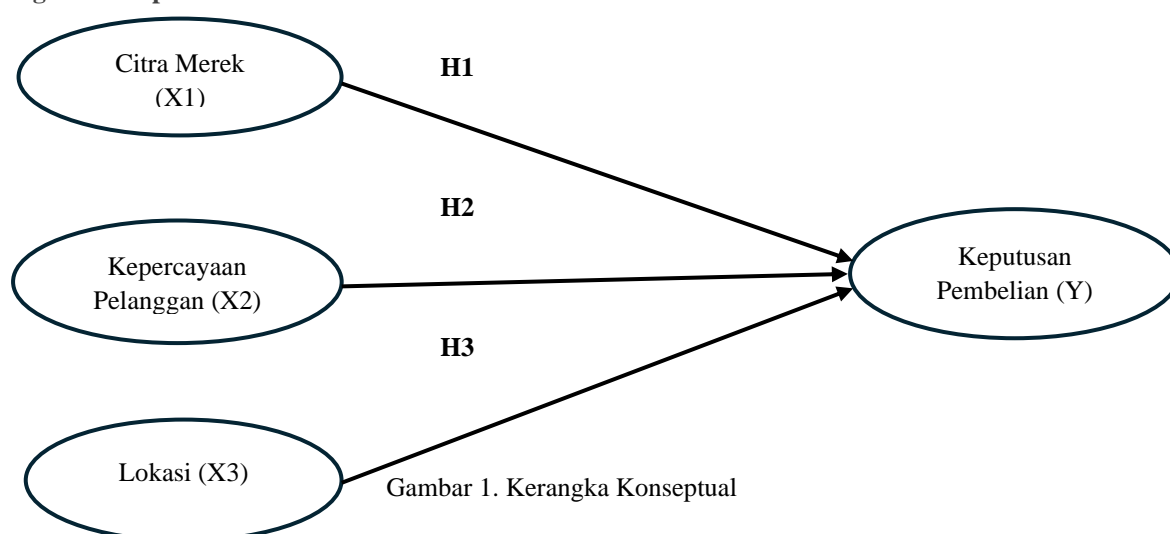 Citra Merek
(X1)
H1
H2
Kepercayaan
Pelanggan (X2)
Keputusan
Pembelian (Y)
H3
Lokasi (X3)
Gambar 1. Kerangka Konseptual